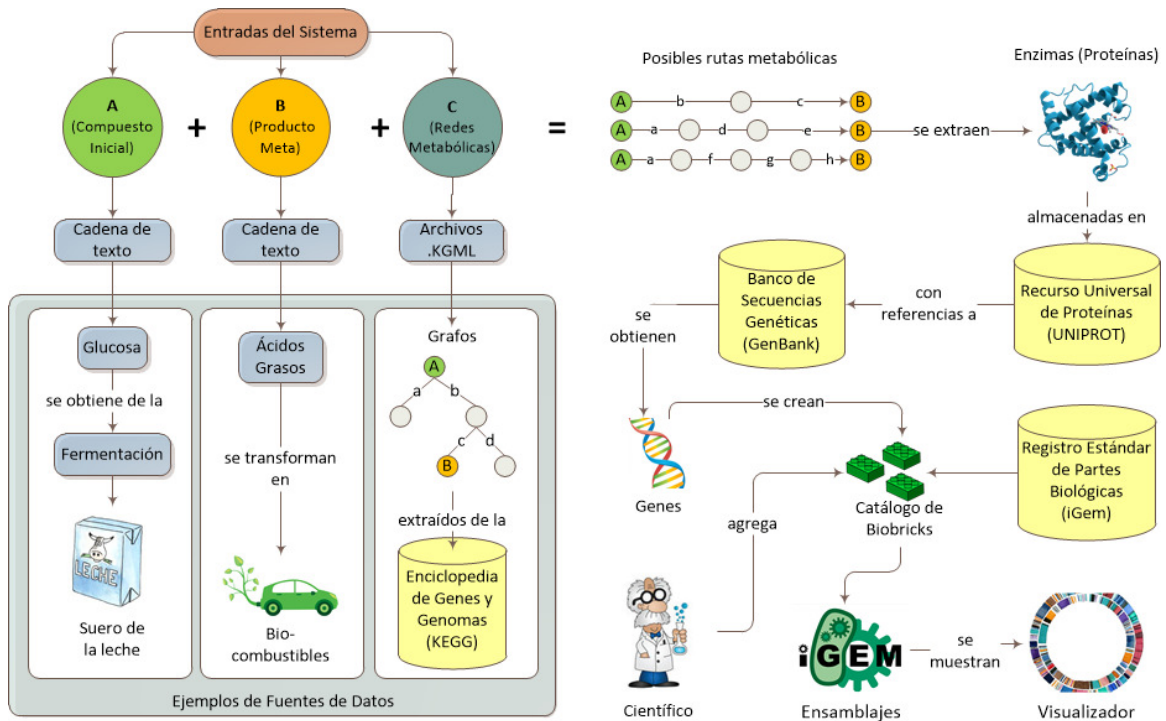 Entradas del Sistema
A
(Compuesto
Inicial)
+
B
(Producto
Meta)
+
C
(Redes
Metabólicas)
=
Cadena de
texto
Cadena de
texto
Archivos
.KGML
Glucosa
se obtiene de la
Fermentación
LECHE
Suero de
la leche
Ácidos
Grasos
se transforman
en
Bio-
combustibles
Grafos
A
a
b
c
d
B
extraídos de la
Enciclopedia
de Genes y
Genomas
(KEGG)
Ejemplos de Fuentes de Datos
Posibles rutas metabólicas
A b c B
A a d e B
A a f g h B
se extraen
Enzimas (Proteínas)
almacenadas en
Recurso Universal
de Proteínas
(UNIPROT)
con
referencias a
Banco de
Secuencias
Genéticas
(GenBank)
se
obtienen
Genes
se crean
Catálogo de
Biobricks
Registro Estándar
de Partes
Biológicas
(iGem)
agrega
Científico
iGEM
Ensamblajes
se
muestran
Visualizador